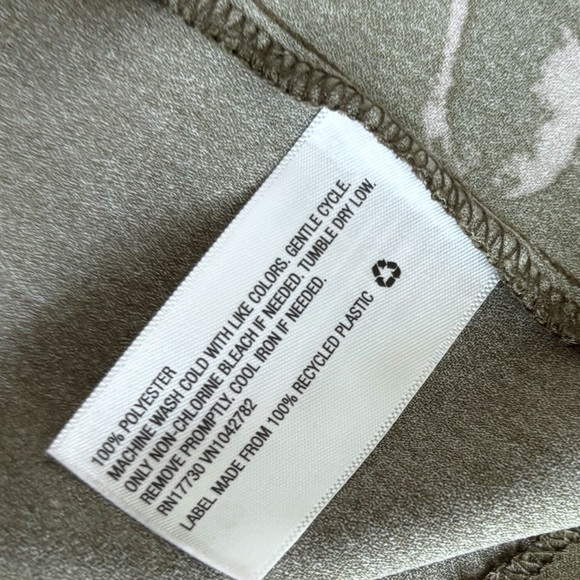 100% POLYESTER
MACHINE WASH COLD WITH LIKE COLORS. GENTLE CYCLE.
ONLY NON-CHLORINE BLEACH IF NEEDED. TUMBLE DRY LOW.
REMOVE PROMPTLY. COOL IRON IF NEEDED.
RN17730 VN1042782
LABEL MADE FROM 100% RECYCLED PLASTIC